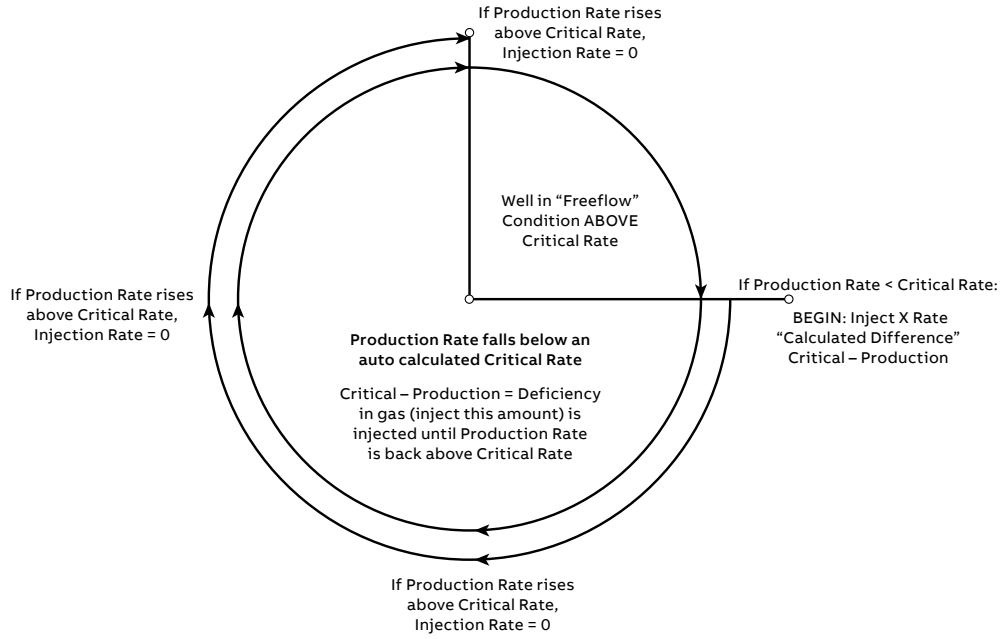 If Production Rate rises
above Critical Rate,
Injection Rate = 0
Well in “Freeflow”
Condition ABOVE
Critical Rate
If Production Rate rises
above Critical Rate,
Injection Rate = 0
If Production Rate < Critical Rate:
BEGIN: Inject X Rate
“Calculated Difference”
Critical – Production
Production Rate falls below an
auto calculated Critical Rate
Critical – Production = Deficiency
in gas (inject this amount) is
injected until Production Rate
is back above Critical Rate
If Production Rate rises
above Critical Rate,
Injection Rate = 0